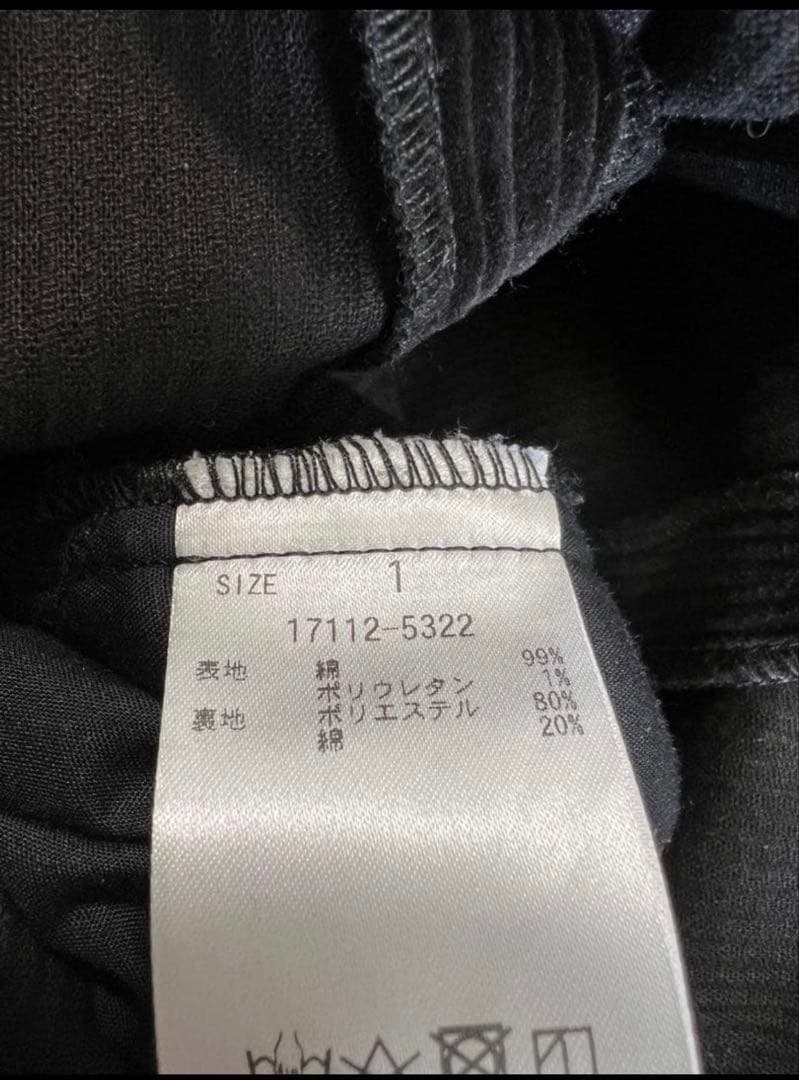 SIZE 1
17112-5322
表地 綿 99%
ポリウレタン 1%
裏地 ポリエステル 80%
綿 20%